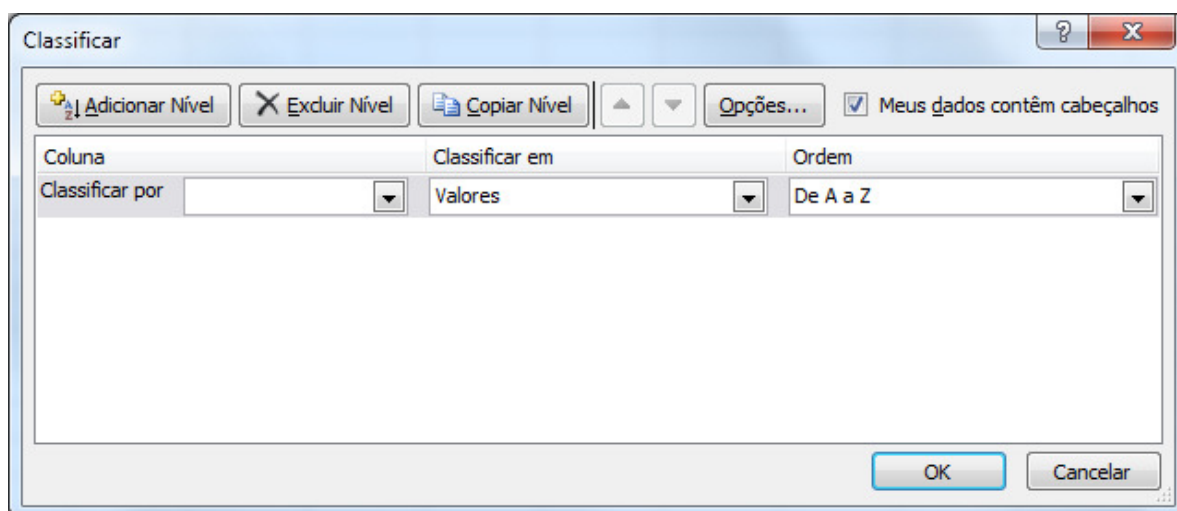 Classificar
Adicionar Nível Excluir Nível Copiar Nível Opções... Meus dados contêm cabeçalhos
Coluna Classificar em Ordem
Classificar por Valores De A a Z
OK Cancelar